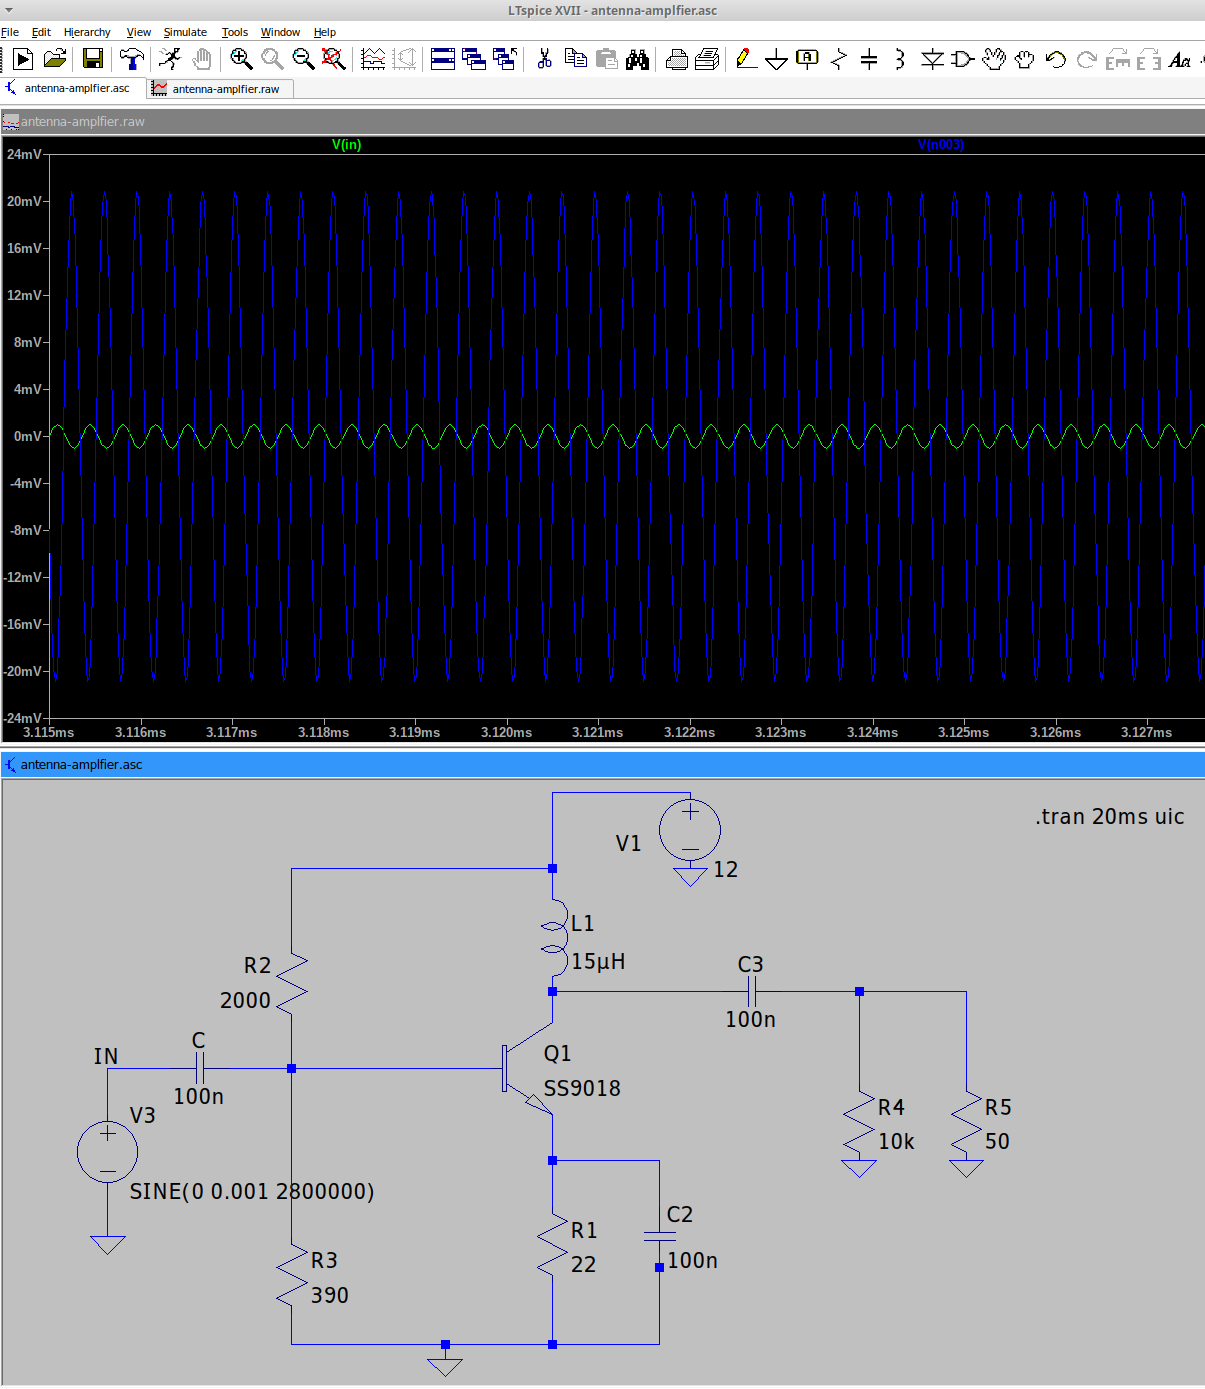 LTspice XVII - antenna-amplfier.asc
File Edit Hierarchy View Simulate Tools Window Help
antenna-amplfier.asc antenna-amplfier.raw
antenna-amplfier.raw
V(in) V(n003)
24mV
20mV
16mV
12mV
8mV
4mV
0mV
-4mV
-8mV
-12mV
-16mV
-20mV
-24mV
3.115ms 3.116ms 3.117ms 3.118ms 3.119ms 3.120ms 3.121ms 3.122ms 3.123ms 3.124ms 3.125ms 3.126ms 3.127ms
antenna-amplfier.asc
.tran 20ms uic
V1
12
L1
15µH
R2
2000
C3
100n
C
100n
IN
Q1
SS9018
V3
SINE(0 0.001 2800000)
R4
10k
R5
50
R1
22
C2
100n
R3
390